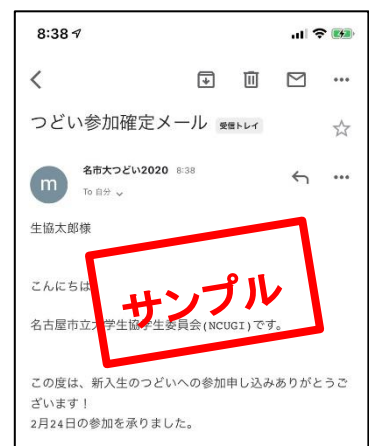 8:38
つどい参加確定メール 受信トレイ
名市大つどい2020 8:38
m
To 自分
生協太郎様
こんにちは
サンプル
名古屋市立大学生協学生委員会(NCUGI)です。
この度は、新入生のつどいへの参加申し込みありがとうご
ざいます！
2月24日の参加を承りました。